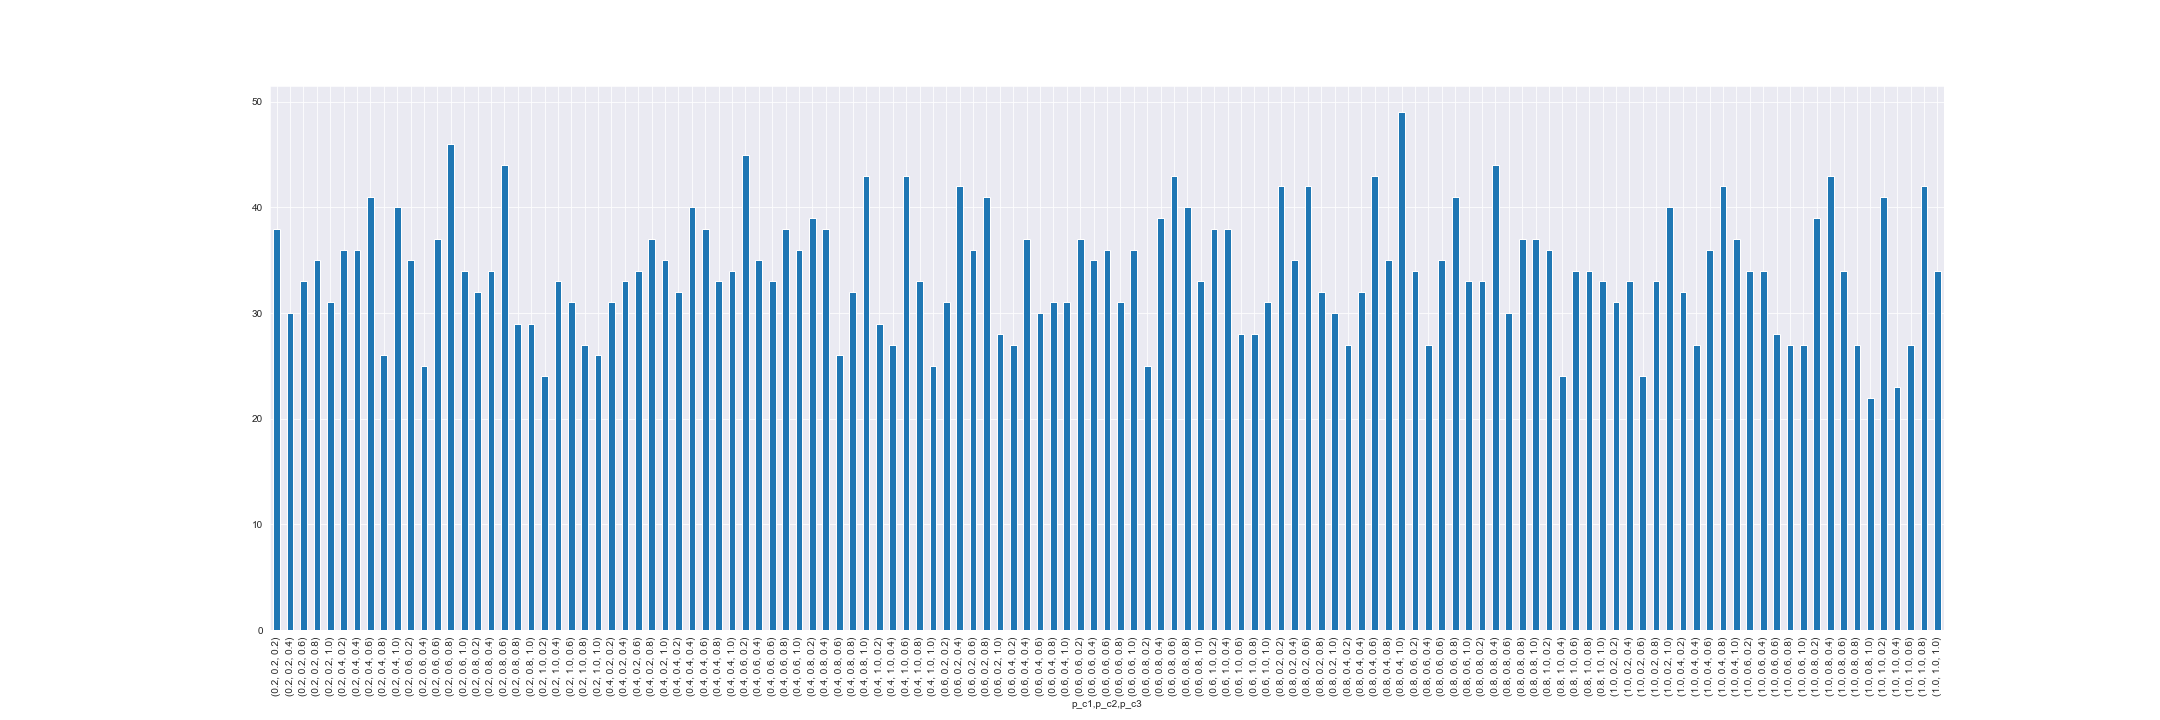 50
40
30
20
10
0
(0.2, 0.2, 0.2)
(0.2, 0.2, 0.4)
(0.2, 0.2, 0.6)
(0.2, 0.2, 0.8)
(0.2, 0.2, 1.0)
(0.2, 0.4, 0.2)
(0.2, 0.4, 0.4)
(0.2, 0.4, 0.6)
(0.2, 0.4, 0.8)
(0.2, 0.4, 1.0)
(0.2, 0.6, 0.2)
(0.2, 0.6, 0.4)
(0.2, 0.6, 0.6)
(0.2, 0.6, 0.8)
(0.2, 0.6, 1.0)
(0.2, 0.8, 0.2)
(0.2, 0.8, 0.4)
(0.2, 0.8, 0.6)
(0.2, 0.8, 0.8)
(0.2, 0.8, 1.0)
(0.2, 1.0, 0.2)
(0.2, 1.0, 0.4)
(0.2, 1.0, 0.6)
(0.2, 1.0, 0.8)
(0.2, 1.0, 1.0)
(0.4, 0.2, 0.2)
(0.4, 0.2, 0.4)
(0.4, 0.2, 0.6)
(0.4, 0.2, 0.8)
(0.4, 0.2, 1.0)
(0.4, 0.4, 0.2)
(0.4, 0.4, 0.4)
(0.4, 0.4, 0.6)
(0.4, 0.4, 0.8)
(0.4, 0.4, 1.0)
(0.4, 0.6, 0.2)
(0.4, 0.6, 0.4)
(0.4, 0.6, 0.6)
(0.4, 0.6, 0.8)
(0.4, 0.6, 1.0)
(0.4, 0.8, 0.2)
(0.4, 0.8, 0.4)
(0.4, 0.8, 0.6)
(0.4, 0.8, 0.8)
(0.4, 0.8, 1.0)
(0.4, 1.0, 0.2)
(0.4, 1.0, 0.4)
(0.4, 1.0, 0.6)
(0.4, 1.0, 0.8)
(0.4, 1.0, 1.0)
(0.6, 0.2, 0.2)
(0.6, 0.2, 0.4)
(0.6, 0.2, 0.6)
(0.6, 0.2, 0.8)
(0.6, 0.2, 1.0)
(0.6, 0.4, 0.2)
(0.6, 0.4, 0.4)
(0.6, 0.4, 0.6)
(0.6, 0.4, 0.8)
(0.6, 0.4, 1.0)
(0.6, 0.6, 0.2)
(0.6, 0.6, 0.4)
(0.6, 0.6, 0.6)
(0.6, 0.6, 0.8)
(0.6, 0.6, 1.0)
(0.6, 0.8, 0.2)
(0.6, 0.8, 0.4)
(0.6, 0.8, 0.6)
(0.6, 0.8, 0.8)
(0.6, 0.8, 1.0)
(0.6, 1.0, 0.2)
(0.6, 1.0, 0.4)
(0.6, 1.0, 0.6)
(0.6, 1.0, 0.8)
(0.6, 1.0, 1.0)
(0.8, 0.2, 0.2)
(0.8, 0.2, 0.4)
(0.8, 0.2, 0.6)
(0.8, 0.2, 0.8)
(0.8, 0.2, 1.0)
(0.8, 0.4, 0.2)
(0.8, 0.4, 0.4)
(0.8, 0.4, 0.6)
(0.8, 0.4, 0.8)
(0.8, 0.4, 1.0)
(0.8, 0.6, 0.2)
(0.8, 0.6, 0.4)
(0.8, 0.6, 0.6)
(0.8, 0.6, 0.8)
(0.8, 0.6, 1.0)
(0.8, 0.8, 0.2)
(0.8, 0.8, 0.4)
(0.8, 0.8, 0.6)
(0.8, 0.8, 0.8)
(0.8, 0.8, 1.0)
(0.8, 1.0, 0.2)
(0.8, 1.0, 0.4)
(0.8, 1.0, 0.6)
(0.8, 1.0, 0.8)
(0.8, 1.0, 1.0)
(1.0, 0.2, 0.2)
(1.0, 0.2, 0.4)
(1.0, 0.2, 0.6)
(1.0, 0.2, 0.8)
(1.0, 0.2, 1.0)
(1.0, 0.4, 0.2)
(1.0, 0.4, 0.4)
(1.0, 0.4, 0.6)
(1.0, 0.4, 0.8)
(1.0, 0.4, 1.0)
(1.0, 0.6, 0.2)
(1.0, 0.6, 0.4)
(1.0, 0.6, 0.6)
(1.0, 0.6, 0.8)
(1.0, 0.6, 1.0)
(1.0, 0.8, 0.2)
(1.0, 0.8, 0.4)
(1.0, 0.8, 0.6)
(1.0, 0.8, 0.8)
(1.0, 0.8, 1.0)
(1.0, 1.0, 0.2)
(1.0, 1.0, 0.4)
(1.0, 1.0, 0.6)
(1.0, 1.0, 0.8)
(1.0, 1.0, 1.0)
p_c1,p_c2,p_c3